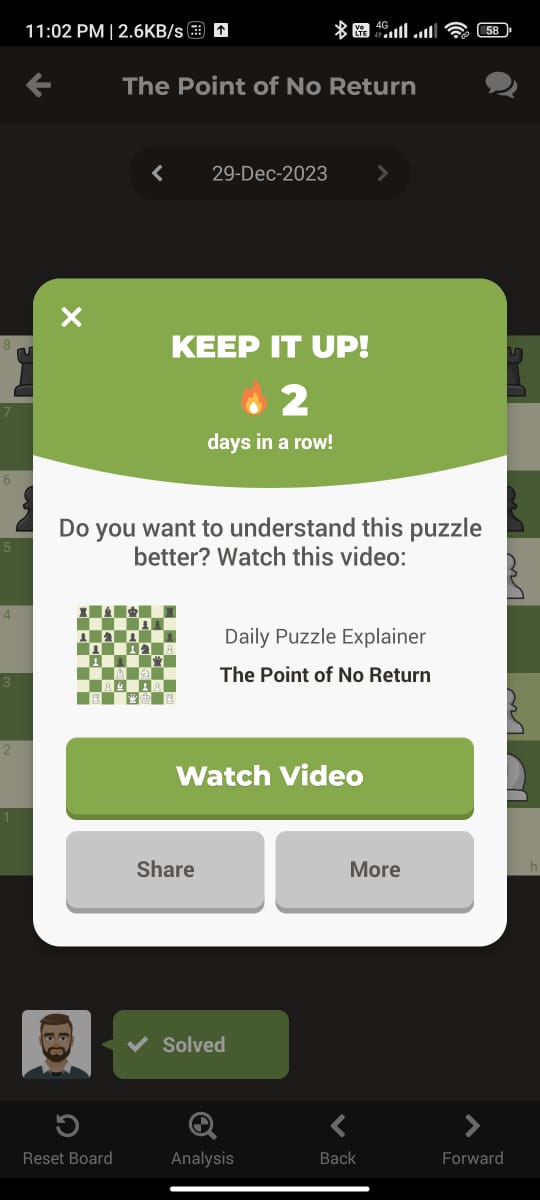 11:02 PM | 2.6KB/s
Vo
LTE
4G
58
The Point of No Return
29-Dec-2023
KEEP IT UP!
2
days in a row!
8
7
6
5
4
3
2
1
h
Do you want to understand this puzzle
better? Watch this video:
Daily Puzzle Explainer
The Point of No Return
Watch Video
Share
More
Solved
Reset Board
Analysis
Back
Forward